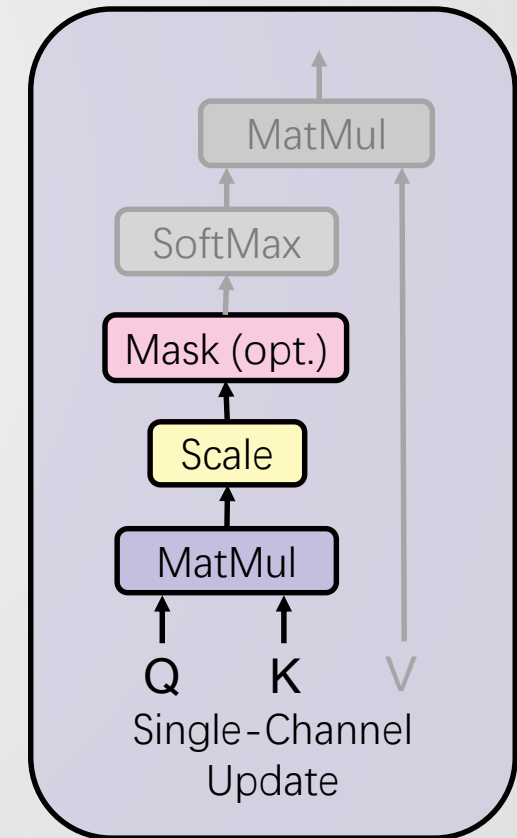 MatMul
SoftMax
Mask (opt.)
Scale
MatMul
Q K V
Single-Channel
Update